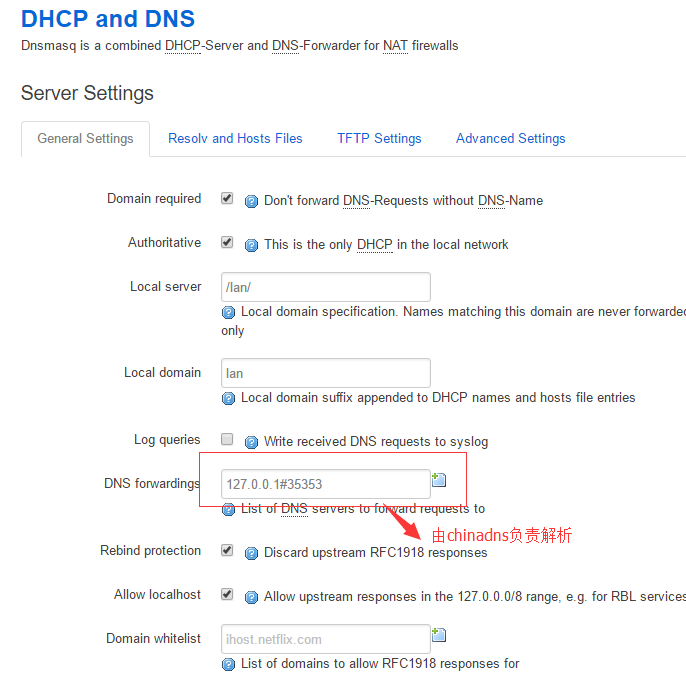 DHCP and DNS
Dnsmasq is a combined DHCP-Server and DNS-Forwarder for NAT firewalls
Server Settings
General Settings Resolv and Hosts Files TFTP Settings Advanced Settings
Domain required Don't forward DNS-Requests without DNS-Name
Authoritative This is the only DHCP in the local network
Local server /lan/
Local domain specification. Names matching this domain are never forwarded
only
Local domain lan
Local domain suffix appended to DHCP names and hosts file entries
Log queries Write received DNS requests to syslog
DNS forwardings 127.0.0.1#35353
List of DNS servers to forward requests to
由chinadns负责解析
Rebind protection Discard upstream RFC1918 responses
Allow localhost Allow upstream responses in the 127.0.0.0/8 range, e.g. for RBL services
Domain whitelist ihost.netflix.com
List of domains to allow RFC1918 responses for